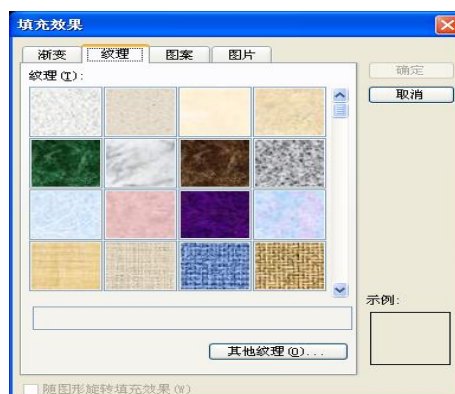 填充效果
渐变 纹理 图案 图片
确定
纹理(T):
取消
示例:
其他纹理(O)...
随图形旋转填充效果(W)